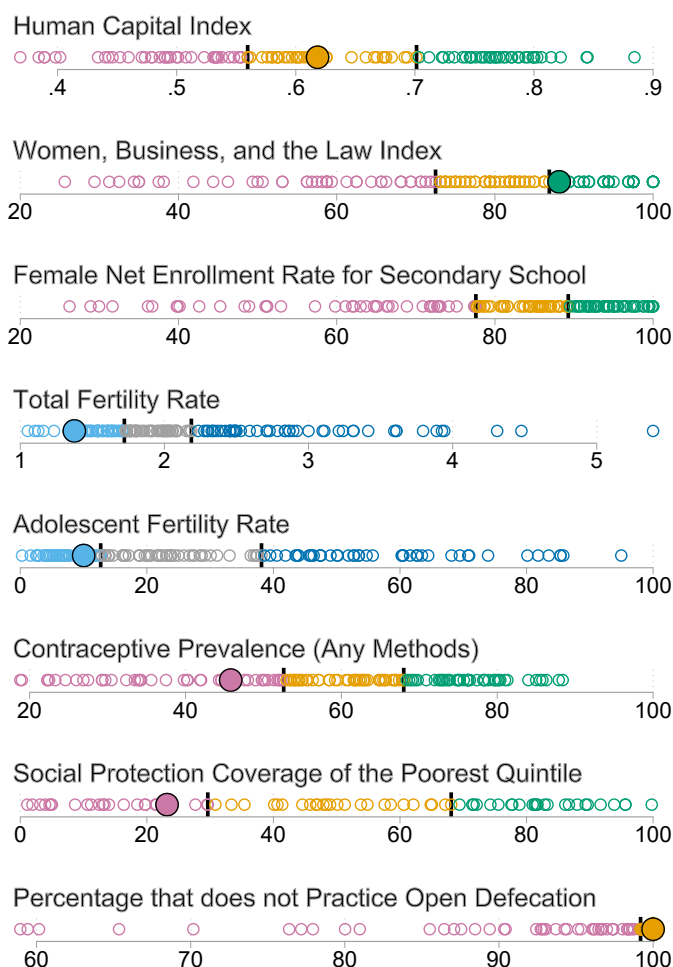 Human Capital Index
.4 .5 .6 .7 .8 .9
Women, Business, and the Law Index
20 40 60 80 100
Female Net Enrollment Rate for Secondary School
20 40 60 80 100
Total Fertility Rate
1 2 3 4 5
Adolescent Fertility Rate
0 20 40 60 80 100
Contraceptive Prevalence (Any Methods)
20 40 60 80 100
Social Protection Coverage of the Poorest Quintile
0 20 40 60 80 100
Percentage that does not Practice Open Defecation
60 70 80 90 100